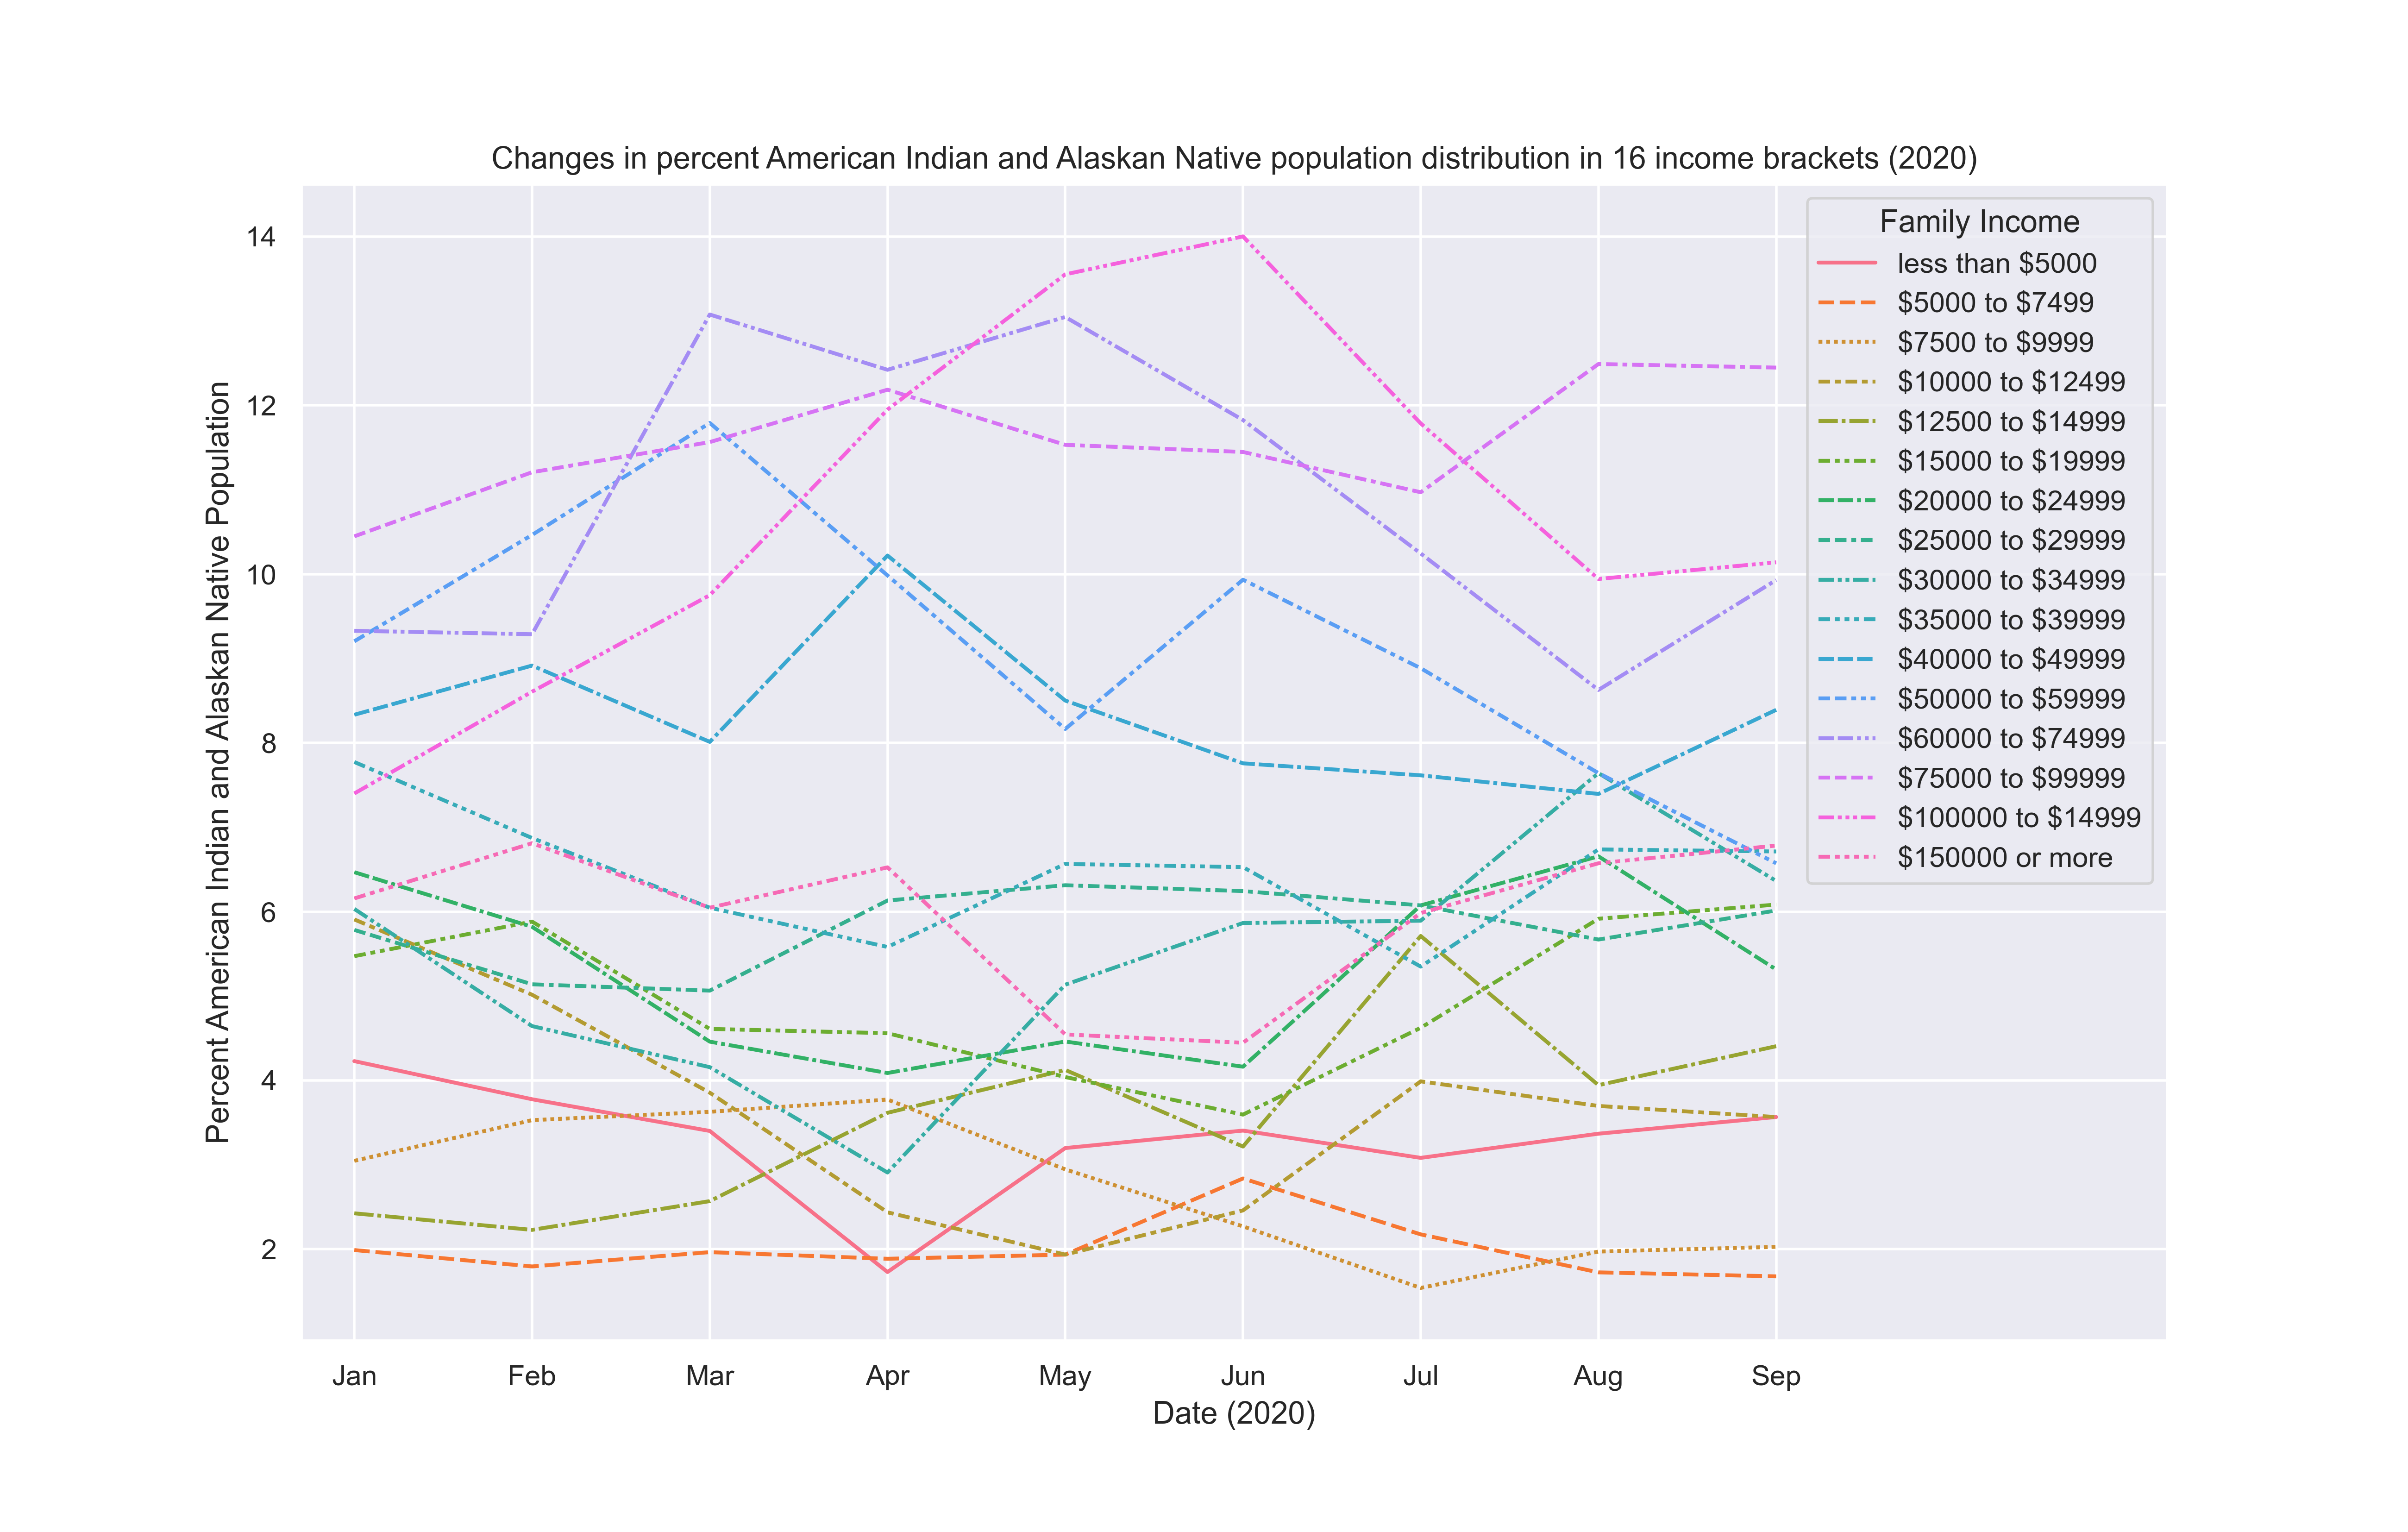 Changes in percent American Indian and Alaskan Native population distribution in 16 income brackets (2020)
Percent American Indian and Alaskan Native Population
14
12
10
8
6
4
2
Family Income
less than $5000
$5000 to $7499
$7500 to $9999
$10000 to $12499
$12500 to $14999
$15000 to $19999
$20000 to $24999
$25000 to $29999
$30000 to $34999
$35000 to $39999
$40000 to $49999
$50000 to $59999
$60000 to $74999
$75000 to $99999
$100000 to $14999
$150000 or more
Jan Feb Mar Apr May Jun Jul Aug Sep
Date (2020)